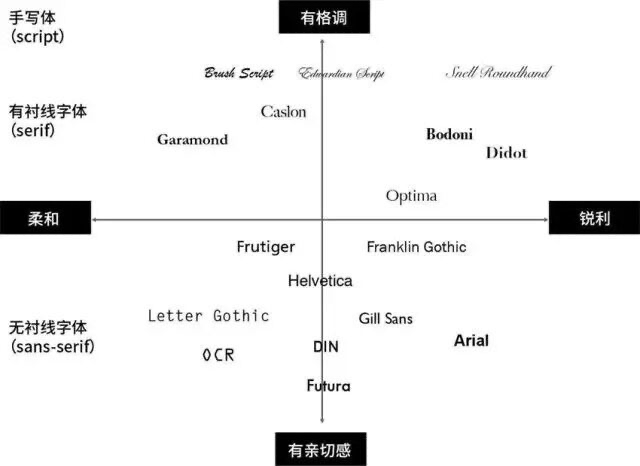 手写体
（script）
有格调
Brush Script
Edwardian Script
Snell Roundhand
有衬线字体
（serif）
Caslon
Garamond
Bodoni
Didot
Optima
柔和
锐利
Frutiger
Franklin Gothic
Helvetica
Letter Gothic
Gill Sans
无衬线字体
（sans-serif）
OCR
DIN
Arial
Futura
有亲切感